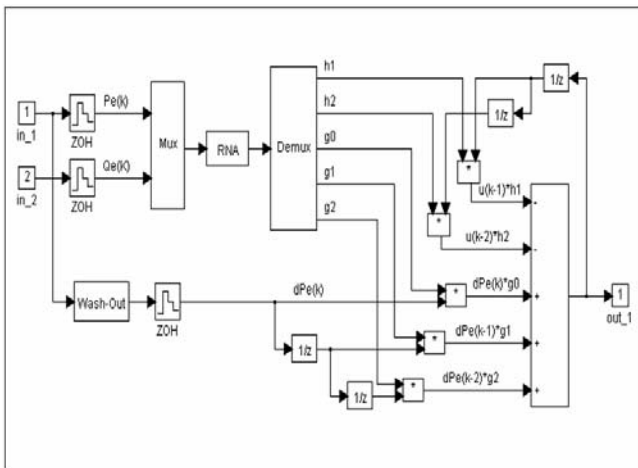 1
in_1
Pe(k)
ZOH
2
in_2
Qe(k)
ZOH
Mux
RNA
Demux
h1
h2
g0
g1
g2
1/z
1/z
*
u(k-1)*h1
-
*
u(k-2)*h2
-
Wash-Out
ZOH
dPe(k)
*
dPe(k)*g0
+
1
out_1
1/z
*
dPe(k-1)*g1
+
1/z
*
dPe(k-2)*g2
+